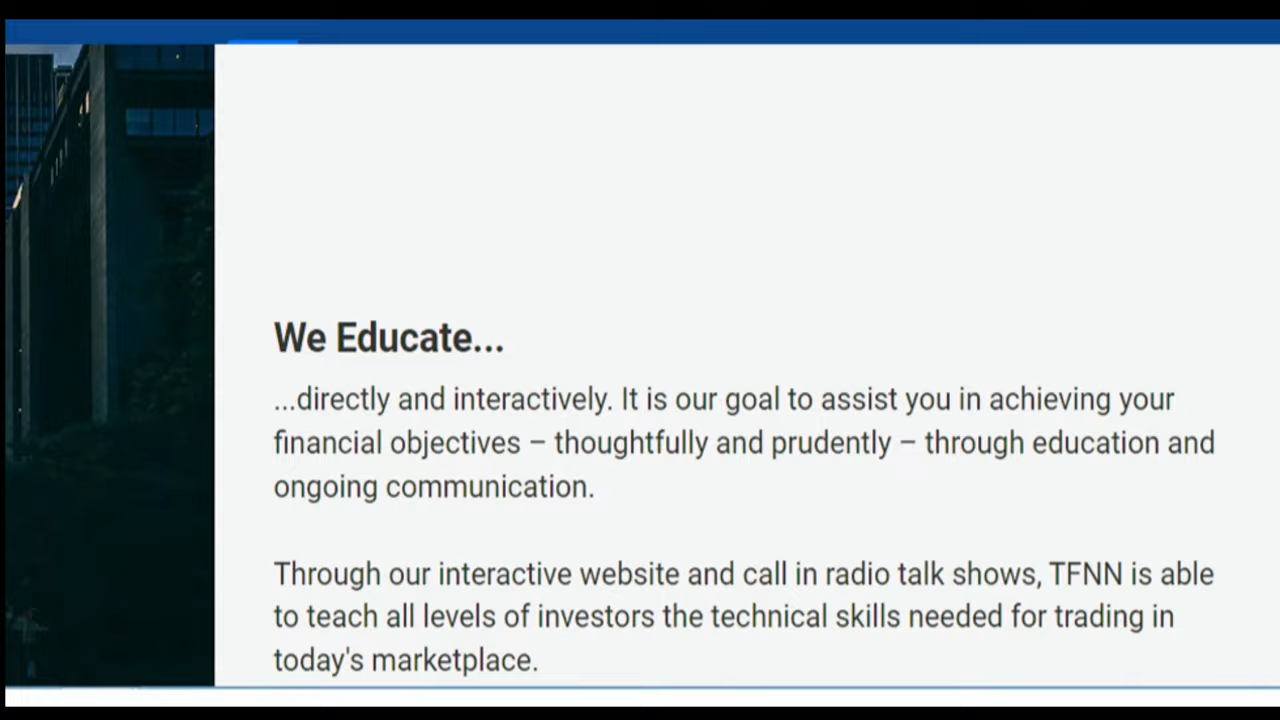 We Educate...
...directly and interactively. It is our goal to assist you in achieving your
financial objectives – thoughtfully and prudently – through education and
ongoing communication.
Through our interactive website and call in radio talk shows, TFNN is able
to teach all levels of investors the technical skills needed for trading in
today's marketplace.